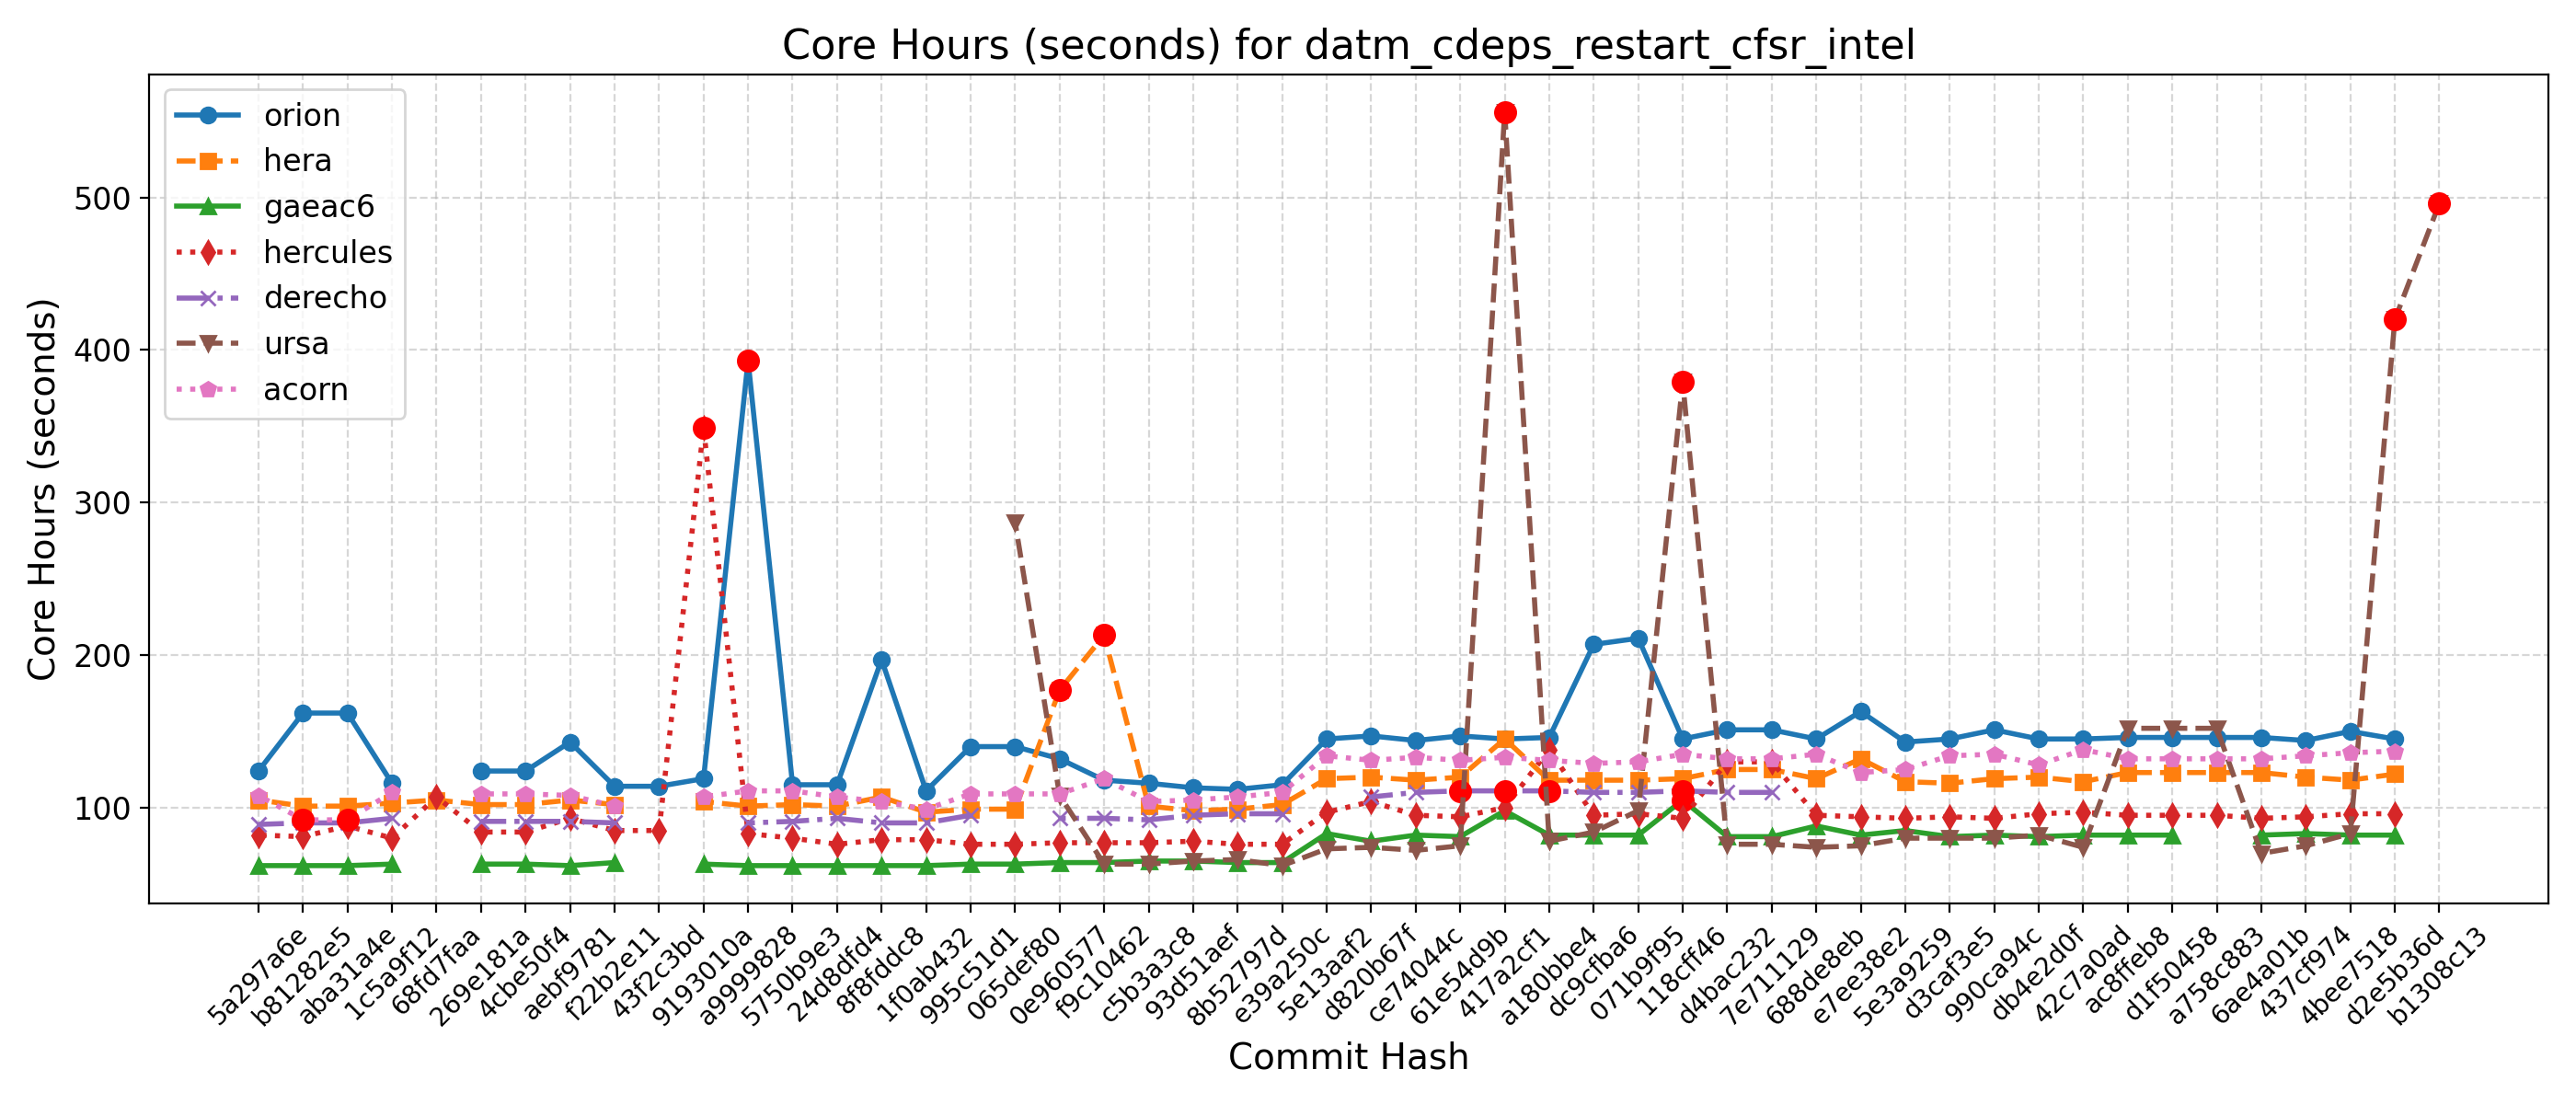 Core Hours (seconds) for datm_cdeps_restart_cfsr_intel
orion
hera
gaeac6
hercules
derecho
ursa
acorn
Core Hours (seconds)
500
400
300
200
100
5a297a6e
b81282e5
aba31a4e
1c5a9f12
68fd7faa
269e181a
4cbe50f4
aebf9781
f22b2e11
43f2c3bd
9193010a
a9999828
5750b9e3
24d8dfd4
8f8fddc8
1f0ab432
995c51d1
065def80
0e960577
f9c10462
c5b3a3c8
93d51aef
8b52797d
e39a250c
5e13aaf2
d820b67f
ce74044c
61e54d9b
417a2cf1
a180bbe4
dc9cfba6
071b9f95
118cff46
d4bac232
7e711129
688de8eb
e7ee38e2
5e3a9259
d3caf3e5
990ca94c
db4e2d0f
42c7a0ad
ac8ffeb8
d1f50458
a758c883
6ae4a01b
437cf974
4bee7518
d2e5b36d
b1308c13
Commit Hash